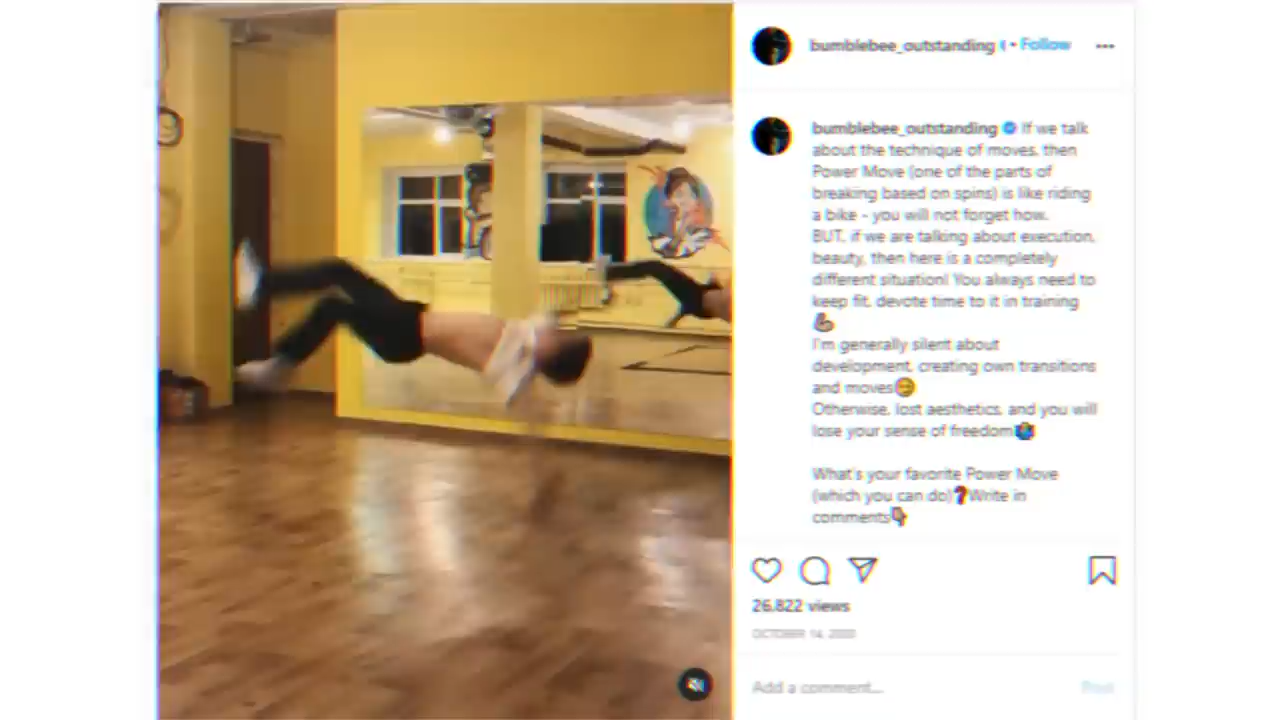 bumblebee_outstanding • Follow
bumblebee_outstanding If we talk
about the technique of moves, then
Power Move (one of the parts of
breaking based on spins) is like riding
a bike - you will not forget how.
BUT, if we are talking about execution,
beauty, then here is a completely
different situation! You always need to
keep fit, devote time to it in training
💪
I'm generally silent about
development, creating own transitions
and moves😏
Otherwise, lost aesthetics, and you will
lose your sense of freedom
What's your favorite Power Move
(which you can do)❓Write in
comments👇
26,822 views
OCTOBER 14, 2020
Add a comment...
Post